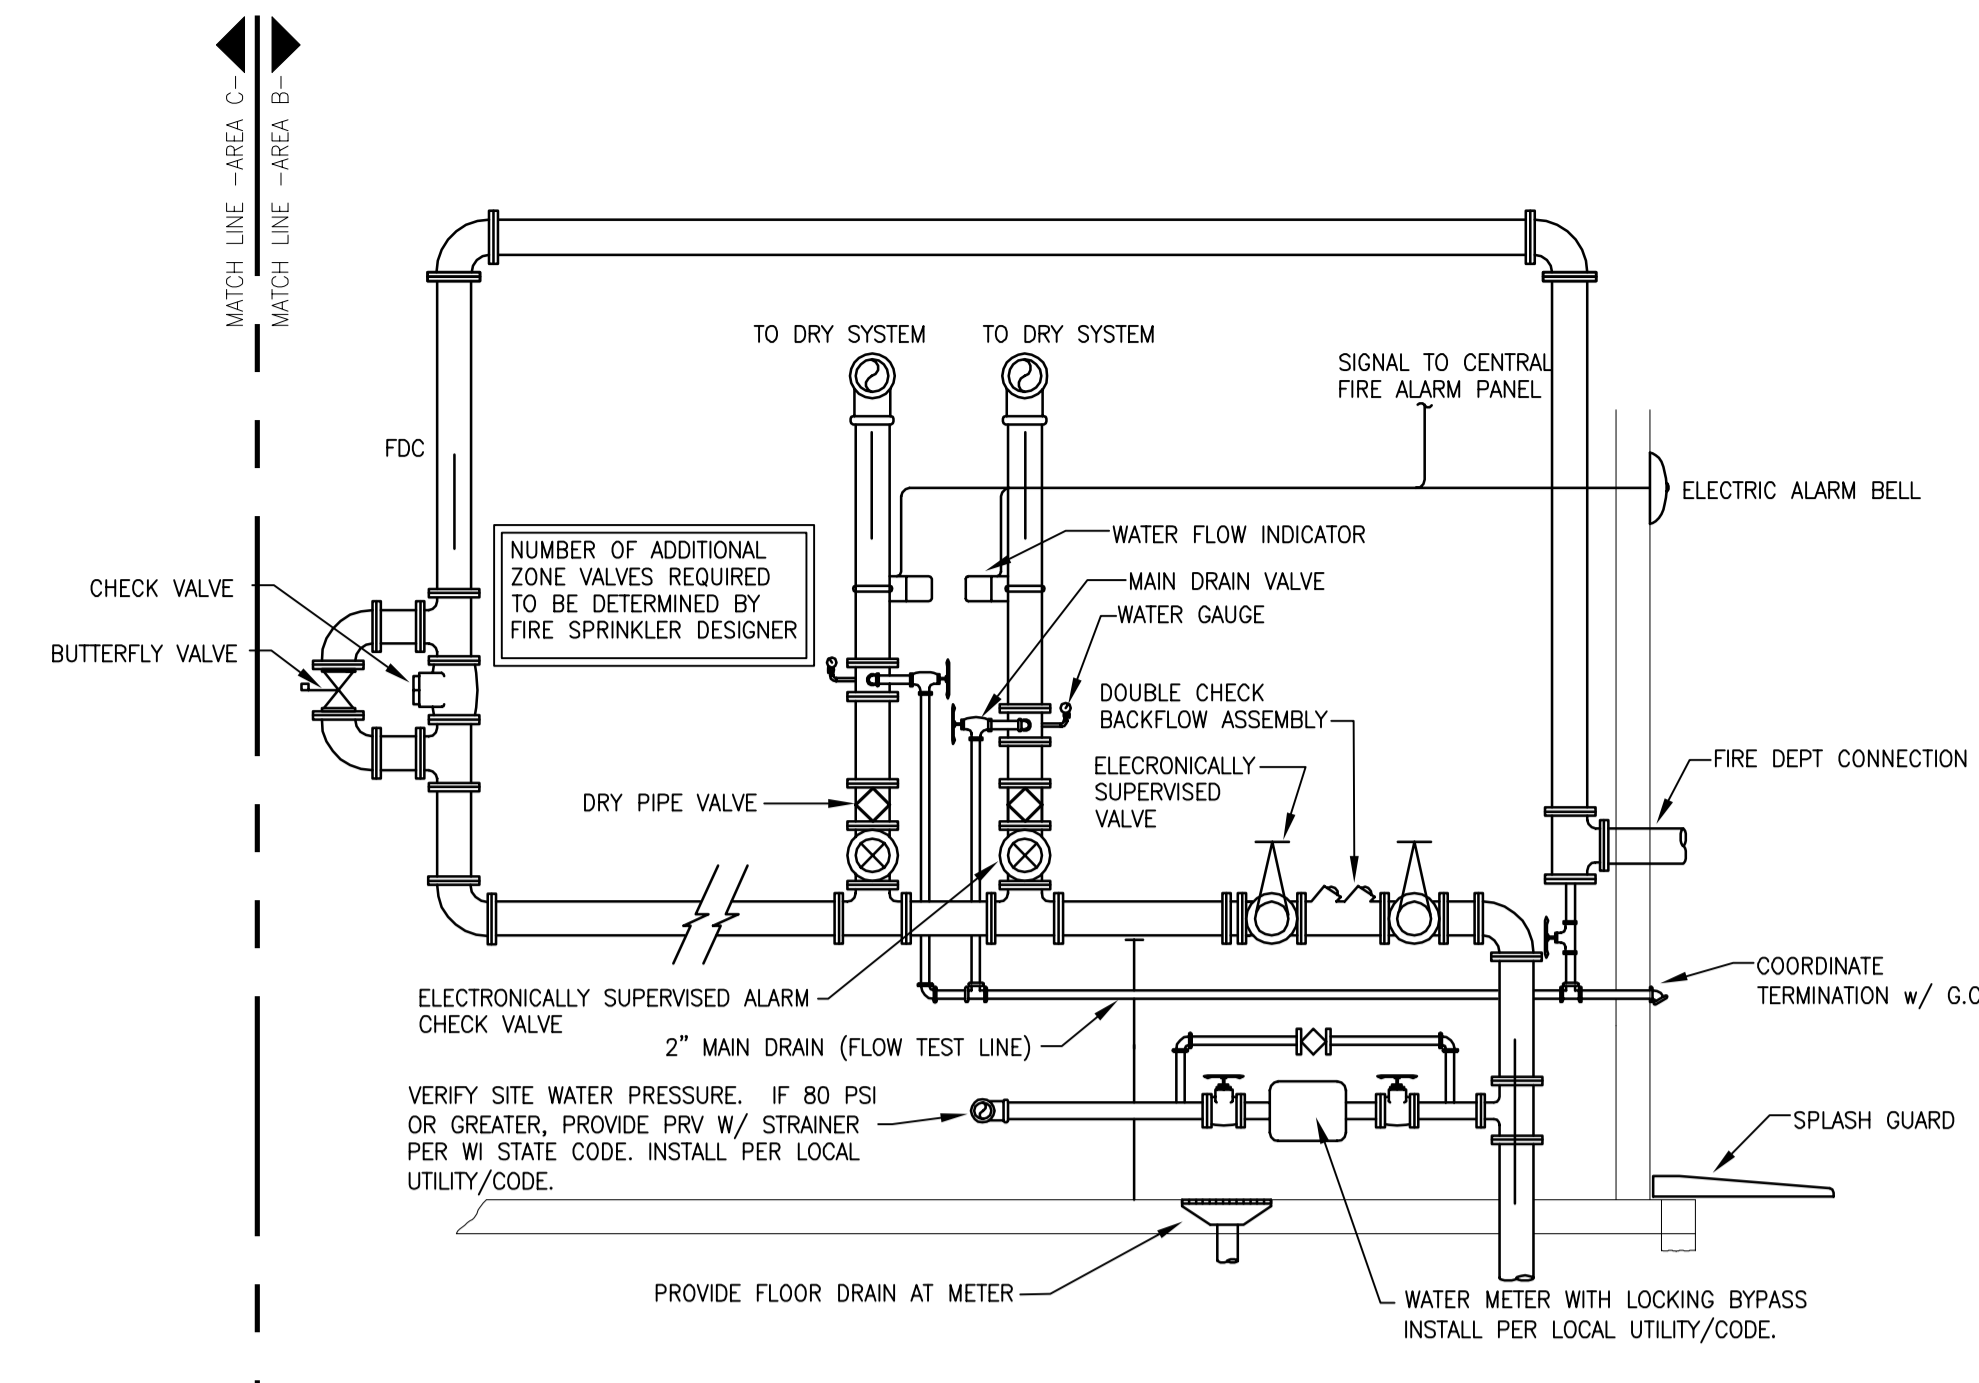 MATCH LINE -AREA C-
MATCH LINE -AREA B-
TO DRY SYSTEM
TO DRY SYSTEM
SIGNAL TO CENTRAL
FIRE ALARM PANEL
FDC
ELECTRIC ALARM BELL
WATER FLOW INDICATOR
NUMBER OF ADDITIONAL
ZONE VALVES REQUIRED
TO BE DETERMINED BY
FIRE SPRINKLER DESIGNER
CHECK VALVE
MAIN DRAIN VALVE
WATER GAUGE
BUTTERFLY VALVE
DOUBLE CHECK
BACKFLOW ASSEMBLY
ELECRONICALLY
SUPERVISED
VALVE
FIRE DEPT CONNECTION
DRY PIPE VALVE
COORDINATE
TERMINATION w/ G.C
ELECTRONICALLY SUPERVISED ALARM
CHECK VALVE
2" MAIN DRAIN (FLOW TEST LINE)
VERIFY SITE WATER PRESSURE. IF 80 PSI
OR GREATER, PROVIDE PRV W/ STRAINER
PER WI STATE CODE. INSTALL PER LOCAL
UTILITY/CODE.
SPLASH GUARD
PROVIDE FLOOR DRAIN AT METER
WATER METER WITH LOCKING BYPASS
INSTALL PER LOCAL UTILITY/CODE.